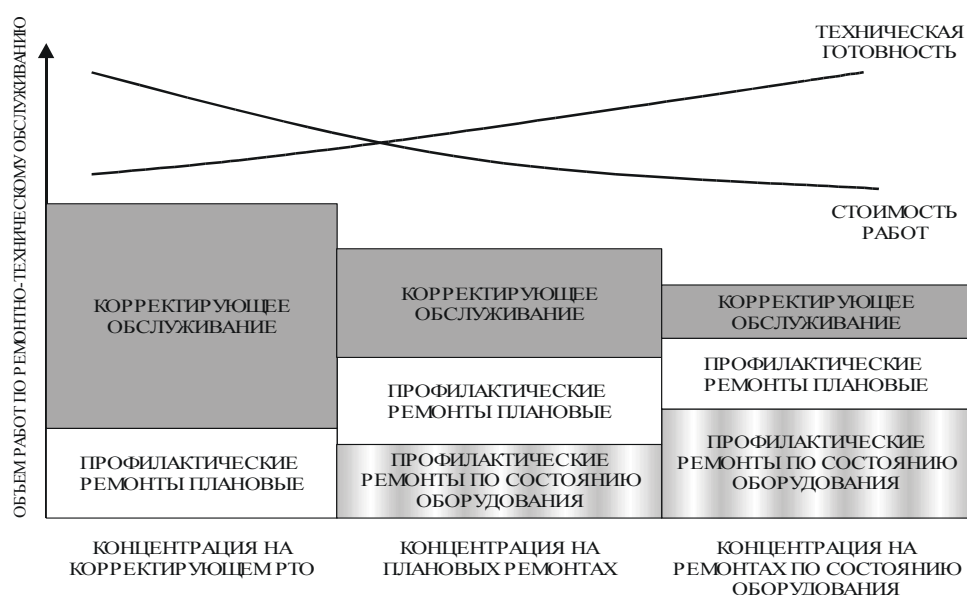 ОБЪЕМ РАБОТ ПО РЕМОНТНО-ТЕХНИЧЕСКОМУ ОБСЛУЖИВАНИЮ
ТЕХНИЧЕСКАЯ
ГОТОВНОСТЬ
СТОИМОСТЬ
РАБОТ
КОРРЕКТИРУЮЩЕЕ
ОБСЛУЖИВАНИЕ
ПРОФИЛАКТИЧЕСКИЕ
РЕМОНТЫ ПЛАНОВЫЕ
КОРРЕКТИРУЮЩЕЕ
ОБСЛУЖИВАНИЕ
ПРОФИЛАКТИЧЕСКИЕ
РЕМОНТЫ ПЛАНОВЫЕ
ПРОФИЛАКТИЧЕСКИЕ
РЕМОНТЫ ПО СОСТОЯНИЮ
ОБОРУДОВАНИЯ
КОРРЕКТИРУЮЩЕЕ
ОБСЛУЖИВАНИЕ
ПРОФИЛАКТИЧЕСКИЕ
РЕМОНТЫ ПЛАНОВЫЕ
ПРОФИЛАКТИЧЕСКИЕ
РЕМОНТЫ ПО СОСТОЯНИЮ
ОБОРУДОВАНИЯ
КОНЦЕНТРАЦИЯ НА
КОРРЕКТИРУЮЩЕМ РТО
КОНЦЕНТРАЦИЯ НА
ПЛАНОВЫХ РЕМОНТАХ
КОНЦЕНТРАЦИЯ НА
РЕМОНТАХ ПО СОСТОЯНИЮ
ОБОРУДОВАНИЯ